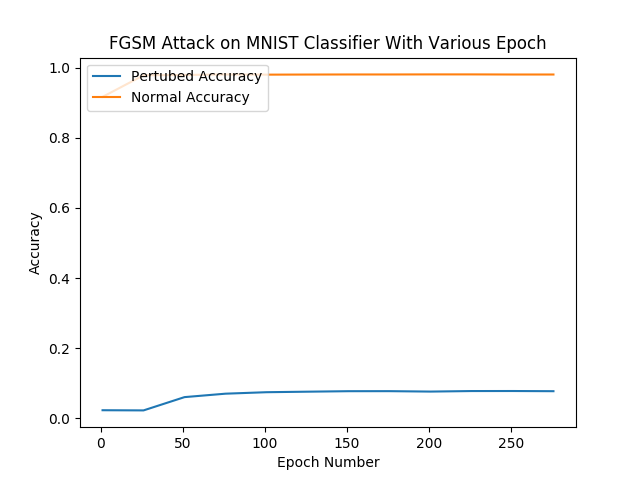 FGSM Attack on MNIST Classifier With Various Epoch
Pertubed Accuracy
Normal Accuracy
Accuracy
1.0
0.8
0.6
0.4
0.2
0.0
0 50 100 150 200 250
Epoch Number